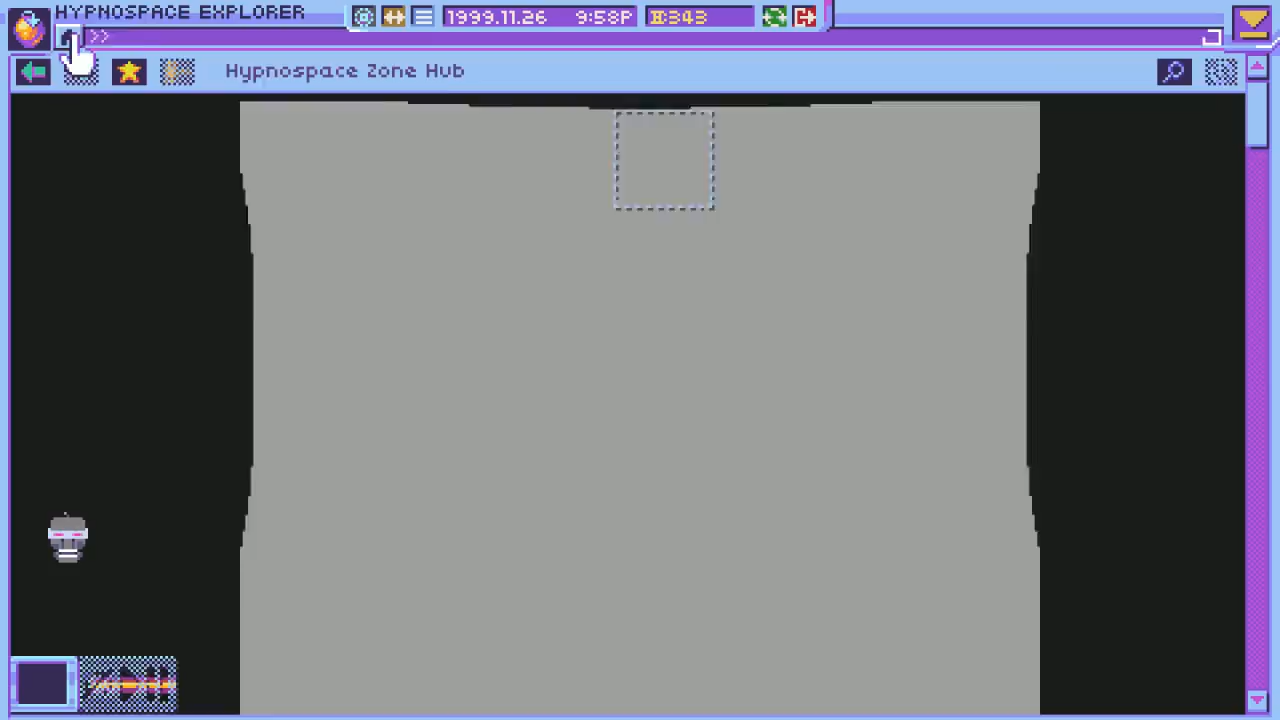 HYPNOSPACE EXPLORER
1999.11.26 9:58P
343
>>
Hypnospace Zone Hub